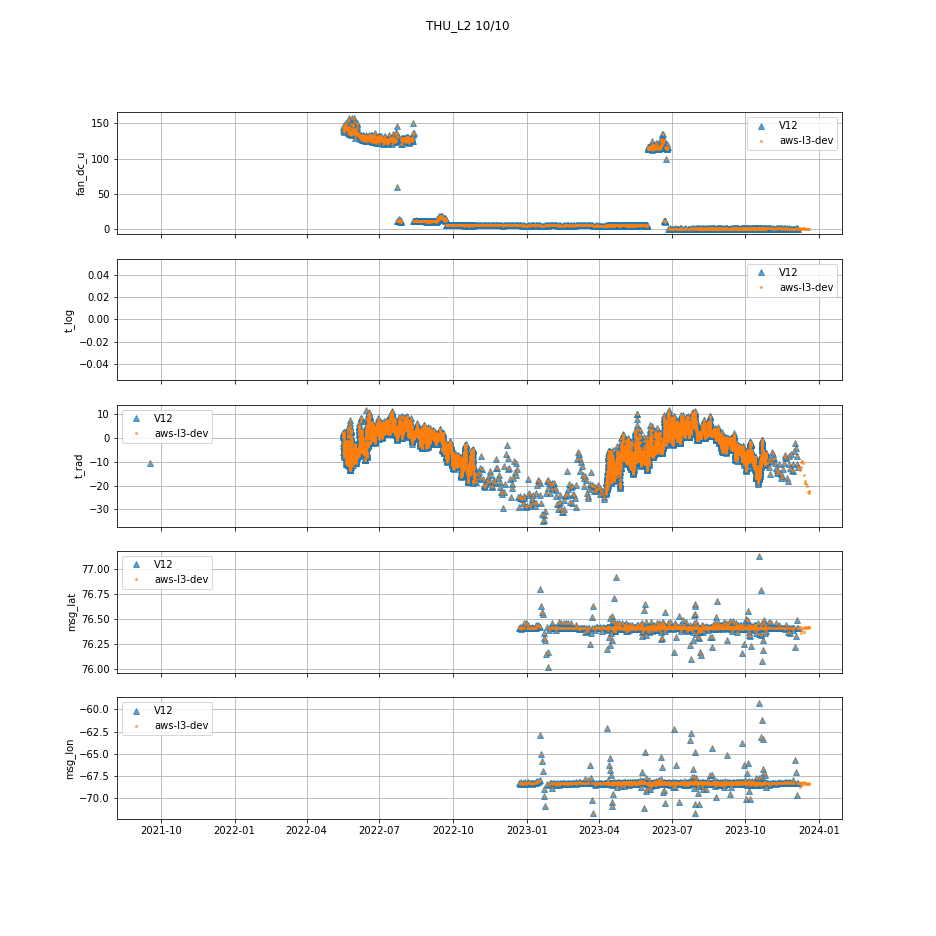 THU_L2 10/10
150
100
50
0
fan_dc_u
V12
aws-l3-dev
0.04
0.02
0.00
−0.02
−0.04
t_log
V12
aws-l3-dev
10
0
−10
−20
−30
t_rad
V12
aws-l3-dev
77.00
76.75
76.50
76.25
76.00
msg_lat
V12
aws-l3-dev
−60.0
−62.5
−65.0
−67.5
−70.0
msg_lon
V12
aws-l3-dev
2021-10 2022-01 2022-04 2022-07 2022-10 2023-01 2023-04 2023-07 2023-10 2024-01